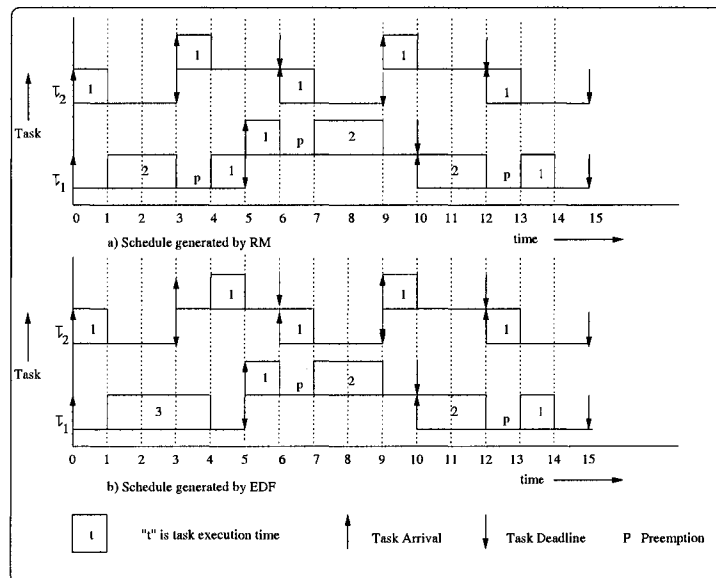 1 1 1 1
τ2 1
Task
1 p 2
τ1 2 p 1 2 p 1
0 1 2 3 4 5 6 7 8 9 10 11 12 13 14 15
a) Schedule generated by RM time
1 1
τ2 1 1 1
Task
1 p 2
τ1 3 2 p 1
0 1 2 3 4 5 6 7 8 9 10 11 12 13 14 15
b) Schedule generated by EDF time
t "t" is task execution time Task Arrival Task Deadline P Preemption